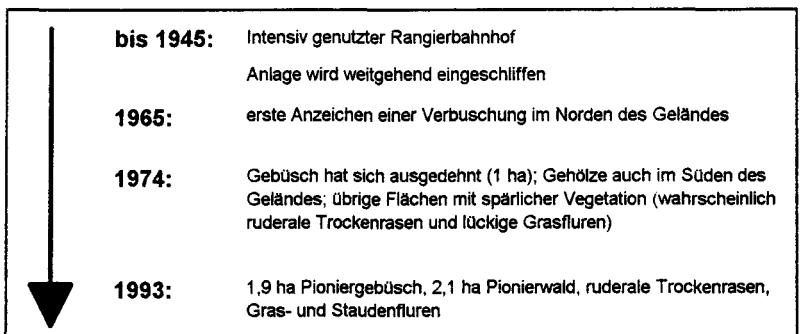 bis 1945: Intensiv genutzter Rangierbahnhof
Anlage wird weitgehend eingeschliffen
1965: erste Anzeichen einer Verbuschung im Norden des Geländes
1974: Gebüsch hat sich ausgedehnt (1 ha); Gehölze auch im Süden des
Geländes; übrige Flächen mit spärlicher Vegetation (wahrscheinlich
ruderale Trockenrasen und lückige Grasfluren)
1993: 1,9 ha Pioniergebüsch, 2,1 ha Pionierwald, ruderale Trockenrasen,
Gras- und Staudenfluren